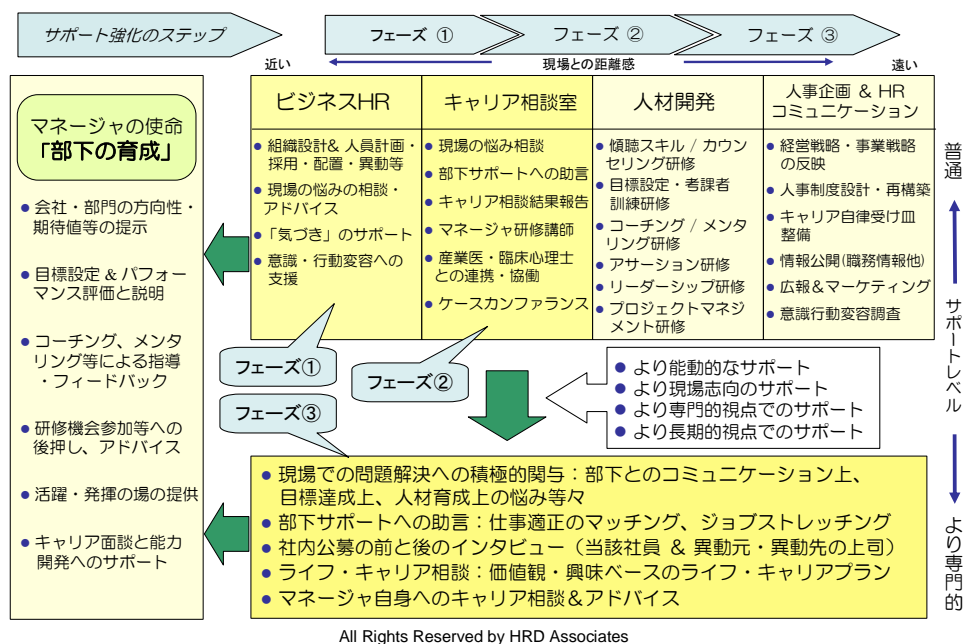 サポート強化のステップ
フェーズ ①
フェーズ ②
フェーズ ③
近い
現場との距離感
遠い
マネージャの使命
「部下の育成」
● 会社・部門の方向性・
期待値等の提示
● 目標設定 & パフォー
マンス評価と説明
● コーチング、メンタ
リング等による指導
・フィードバック
● 研修機会参加等への
後押し、アドバイス
● 活躍・発揮の場の提供
● キャリア面談と能力
開発へのサポート
ビジネスHR
● 組織設計& 人員計画・
採用・配置・異動等
● 現場の悩みの相談・
アドバイス
● 「気づき」のサポート
● 意識・行動変容への
支援
キャリア相談室
● 現場の悩み相談
● 部下サポートへの助言
● キャリア相談結果報告
● マネージャ研修講師
● 産業医・臨床心理士
との連携・協働
● ケースカンファランス
人材開発
● 傾聴スキル / カウン
セリング研修
● 目標設定・考課者
訓練研修
● コーチング / メンタ
リング研修
● アサーション研修
● リーダーシップ研修
● プロジェクトマネジ
メント研修
人事企画 & HR
コミュニケーション
● 経営戦略・事業戦略
の反映
● 人事制度設計・再構築
● キャリア自律受け皿
整備
● 情報公開(職務情報他)
● 広報&マーケティング
● 意識行動変容調査
普通
サポートレベル
より専門的
フェーズ①
フェーズ②
フェーズ③
● より能動的なサポート
● より現場志向のサポート
● より専門的視点でのサポート
● より長期的視点でのサポート
● 現場での問題解決への積極的関与：部下とのコミュニケーション上、
目標達成上、人材育成上の悩み等々
● 部下サポートへの助言：仕事適正のマッチング、ジョブストレッチング
● 社内公募の前と後のインタビュー（当該社員 & 異動元・異動先の上司）
● ライフ・キャリア相談：価値観・興味ベースのライフ・キャリアプラン
● マネージャ自身へのキャリア相談&アドバイス
All Rights Reserved by HRD Associates